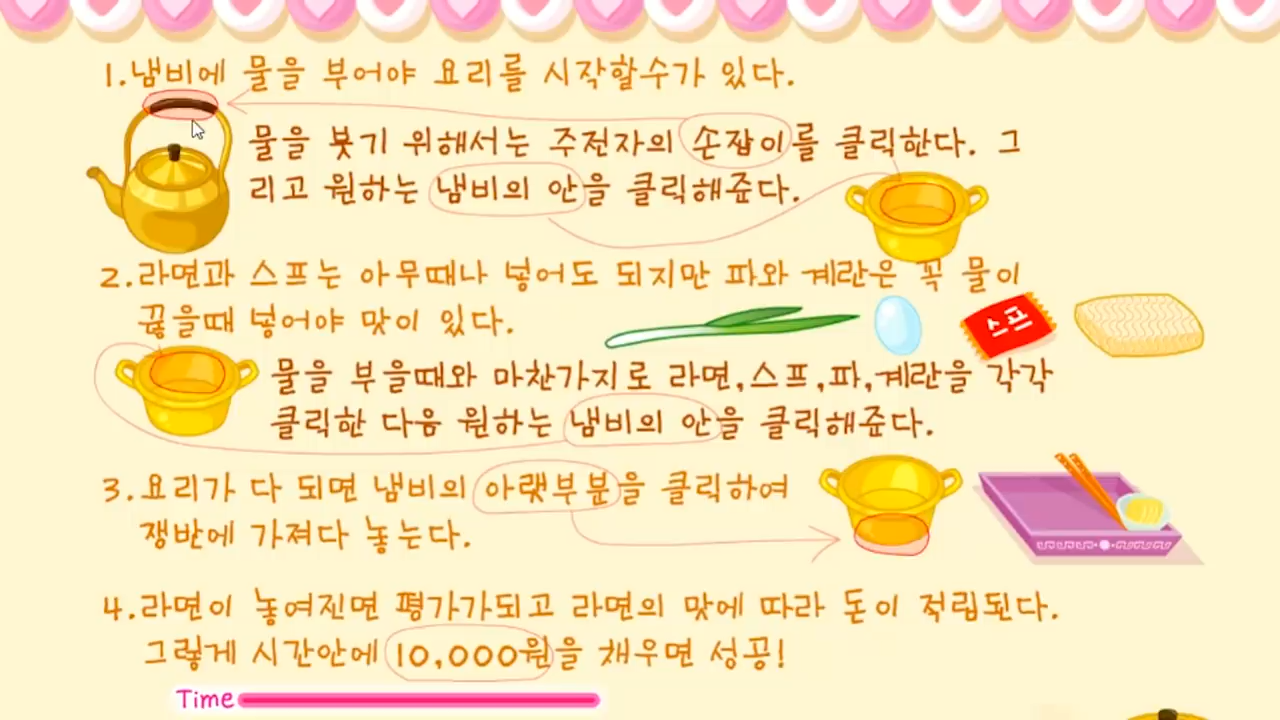 1.냄비에 물을 부어야 요리를 시작할수가 있다.
물을 붓기 위해서는 주전자의 손잡이를 클릭한다. 그
리고 원하는 냄비의 안을 클릭해준다.
2.라면과 스프는 아무때나 넣어도 되지만 파와 계란은 꼭 물이
끓을때 넣어야 맛이 있다.
스프
물을 부을때와 마찬가지로 라면,스프,파,계란을 각각
클릭한 다음 원하는 냄비의 안을 클릭해준다.
3.요리가 다 되면 냄비의 아랫부분을 클릭하여
쟁반에 가져다 놓는다.
4.라면이 놓여진면 평가가되고 라면의 맛에 따라 돈이 적립된다.
그렇게 시간안에 10,000원을 채우면 성공!
Time